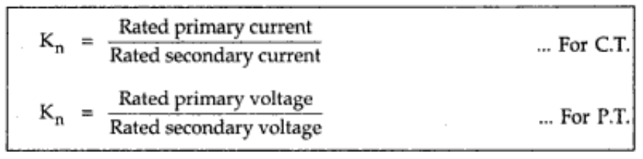 Kn = Rated primary current / Rated secondary current ... For C.T.
Kn = Rated primary voltage / Rated secondary voltage ... For P.T.